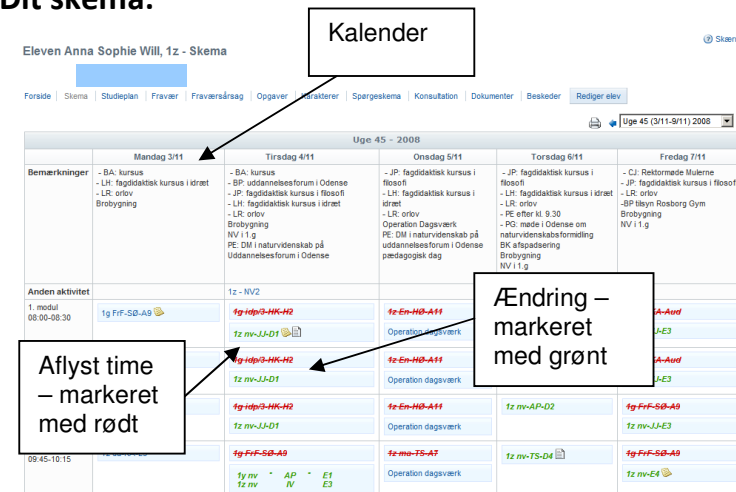 Dit skema:
Kalender
Skæm
Eleven Anna Sophie Will, 1z - Skema
Forside | Skema | Studieplan | Fravær | Fraværsårsag | Opgaver | Karakterer | Spørgeskema | Konsultation | Dokumenter | Beskeder | Rediger elev
Uge 45 (3/11-9/11) 2008
Uge 45 - 2008
Mandag 3/11 Tirsdag 4/11 Onsdag 5/11 Torsdag 6/11 Fredag 7/11
Bemærkninger
- BA: kursus
- LH: fagdidaktisk kursus i idræt
- LR: orlov
Brobygning
- BA: kursus
- BP: uddannelsesforum i Odense
- JP: fagdidaktisk kursus i filosofi
- LH: fagdidaktisk kursus i idræt
- LR: orlov
Brobygning
NV i 1.g
PE: DM i naturvidenskab på
Uddannelsesforum i Odense
- JP: fagdidaktisk kursus i
filosofi
- LH: fagdidaktisk kursus i
idræt
- LR: orlov
Operation Dagsværk
PE: DM i naturvidenskab på
uddannelsesforum i Odense
pædagogisk dag
- JP: fagdidaktisk kursus i
filosofi
- LH: fagdidaktisk kursus i idræt
- LR: orlov
- PE efter kl. 9.30
- PG: møde i Odense om
naturvidenskabsformidling
BK afspadsering
Brobygning
NV i 1.g
- CJ: Rektormøde Mulerne
- JP: fagdidaktisk kursus i filosof
- LR: orlov
-BP tilsyn Rosborg Gym
Brobygning
NV i 1.g
Anden aktivitet
1z - NV2
Ændring –
markeret
med grønt
1. modul
08:00-08:30
1g FrF-SØ-A9
1g idp/3-HK-H2
1z nv-JJ-D1
1z En-HØ-A11
Operation dagsværk
A-Aud
J-E3
Aflyst time
– markeret
med rødt
1g idp/3-HK-H2
1z nv-JJ-D1
1z En-HØ-A11
Operation dagsværk
A-Aud
J-E3
1g idp/3-HK-H2
1z nv-JJ-D1
1z En-HØ-A11
Operation dagsværk
1z nv-AP-D2
1g FrF-SØ-A9
1z nv-JJ-E3
09:45-10:15
1g FrF-SØ-A9
1y nv - AP - E1
1z nv IV E3
1z ma-TS-A7
Operation dagsværk
1z nv-TS-D4
1g FrF-SØ-A9
1z nv-E4